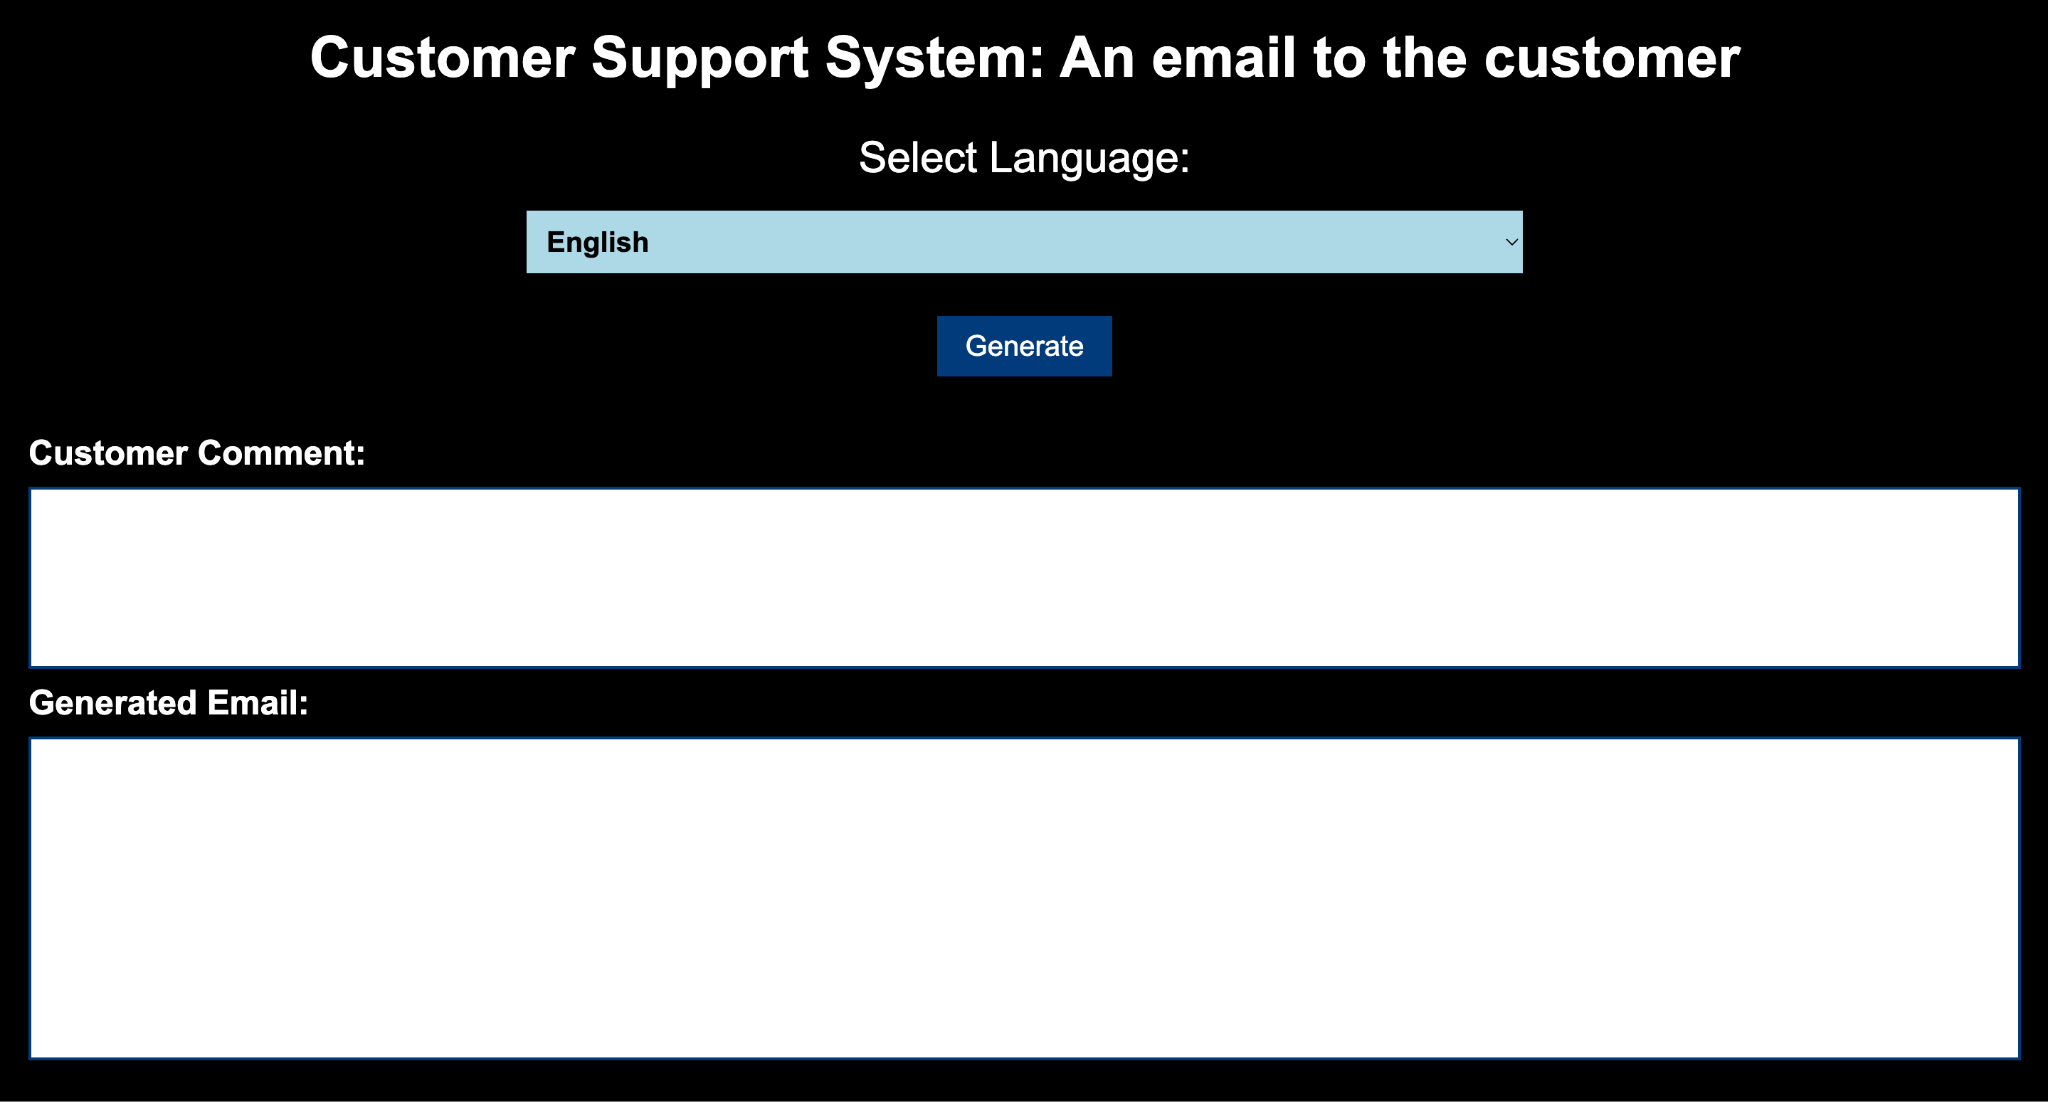 Customer Support System: An email to the customer
Select Language:
English
Generate
Customer Comment:
Generated Email: